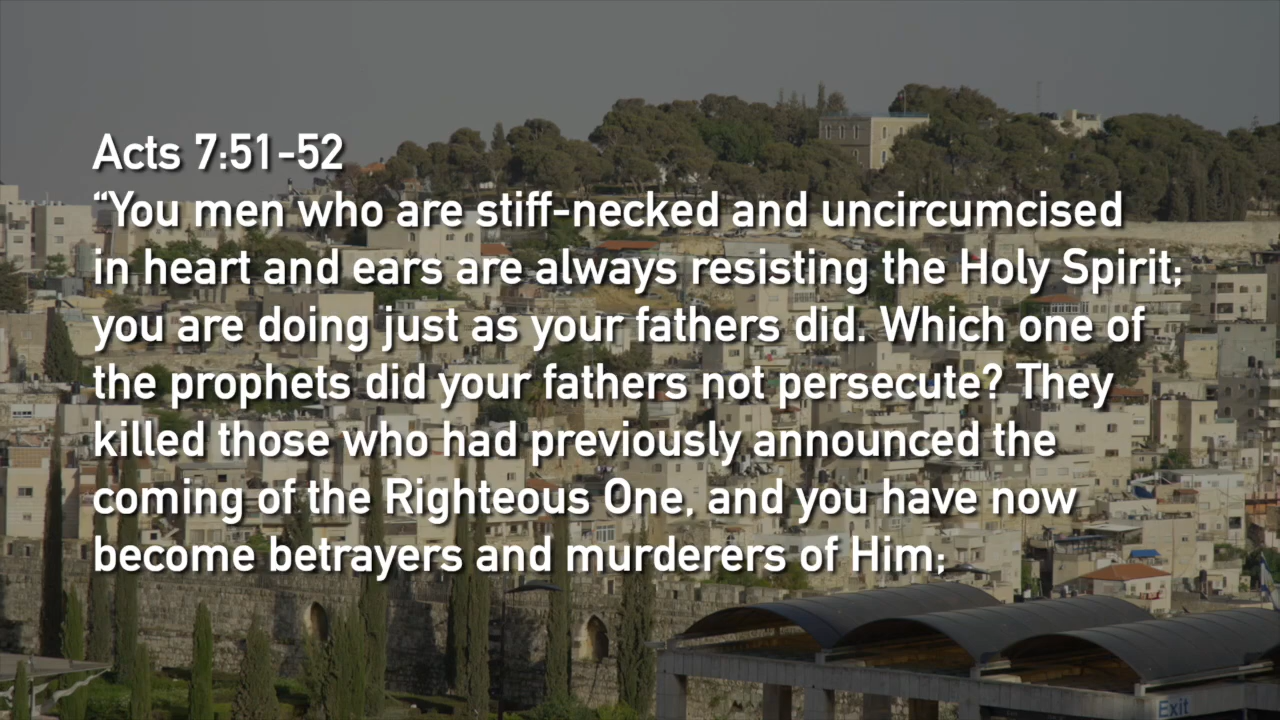 Acts 7:51-52
“You men who are stiff-necked and uncircumcised
in heart and ears are always resisting the Holy Spirit;
you are doing just as your fathers did. Which one of
the prophets did your fathers not persecute? They
killed those who had previously announced the
coming of the Righteous One, and you have now
become betrayers and murderers of Him;
Exit